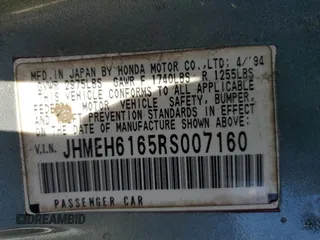 MFD. IN JAPAN BY HONDA MOTOR CO.,LTD; 4/'94
GVWR 2875LBS GAWR F 1740LBS R 1255LBS
THIS VEHICLE CONFORMS TO ALL APPLICABLE
FEDERAL MOTOR VEHICLE SAFETY, BUMPER,
AND THEFT PREVENTION STANDARDS IN EFFECT
ON THE DATE OF MANUFACTURE SHOWN ABOVE.
V.I.N. JHMEH6165RS007160
PASSENGER CAR
DREAMBID